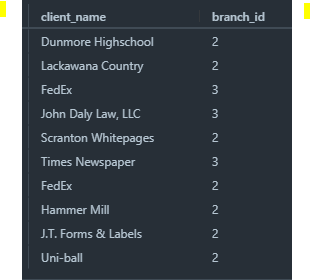 client_name branch_id
Dunmore Highschool 2
Lackawana Country 2
FedEx 3
John Daly Law, LLC 3
Scranton Whitepages 2
Times Newspaper 3
FedEx 2
Hammer Mill 2
J.T. Forms & Labels 2
Uni-ball 2